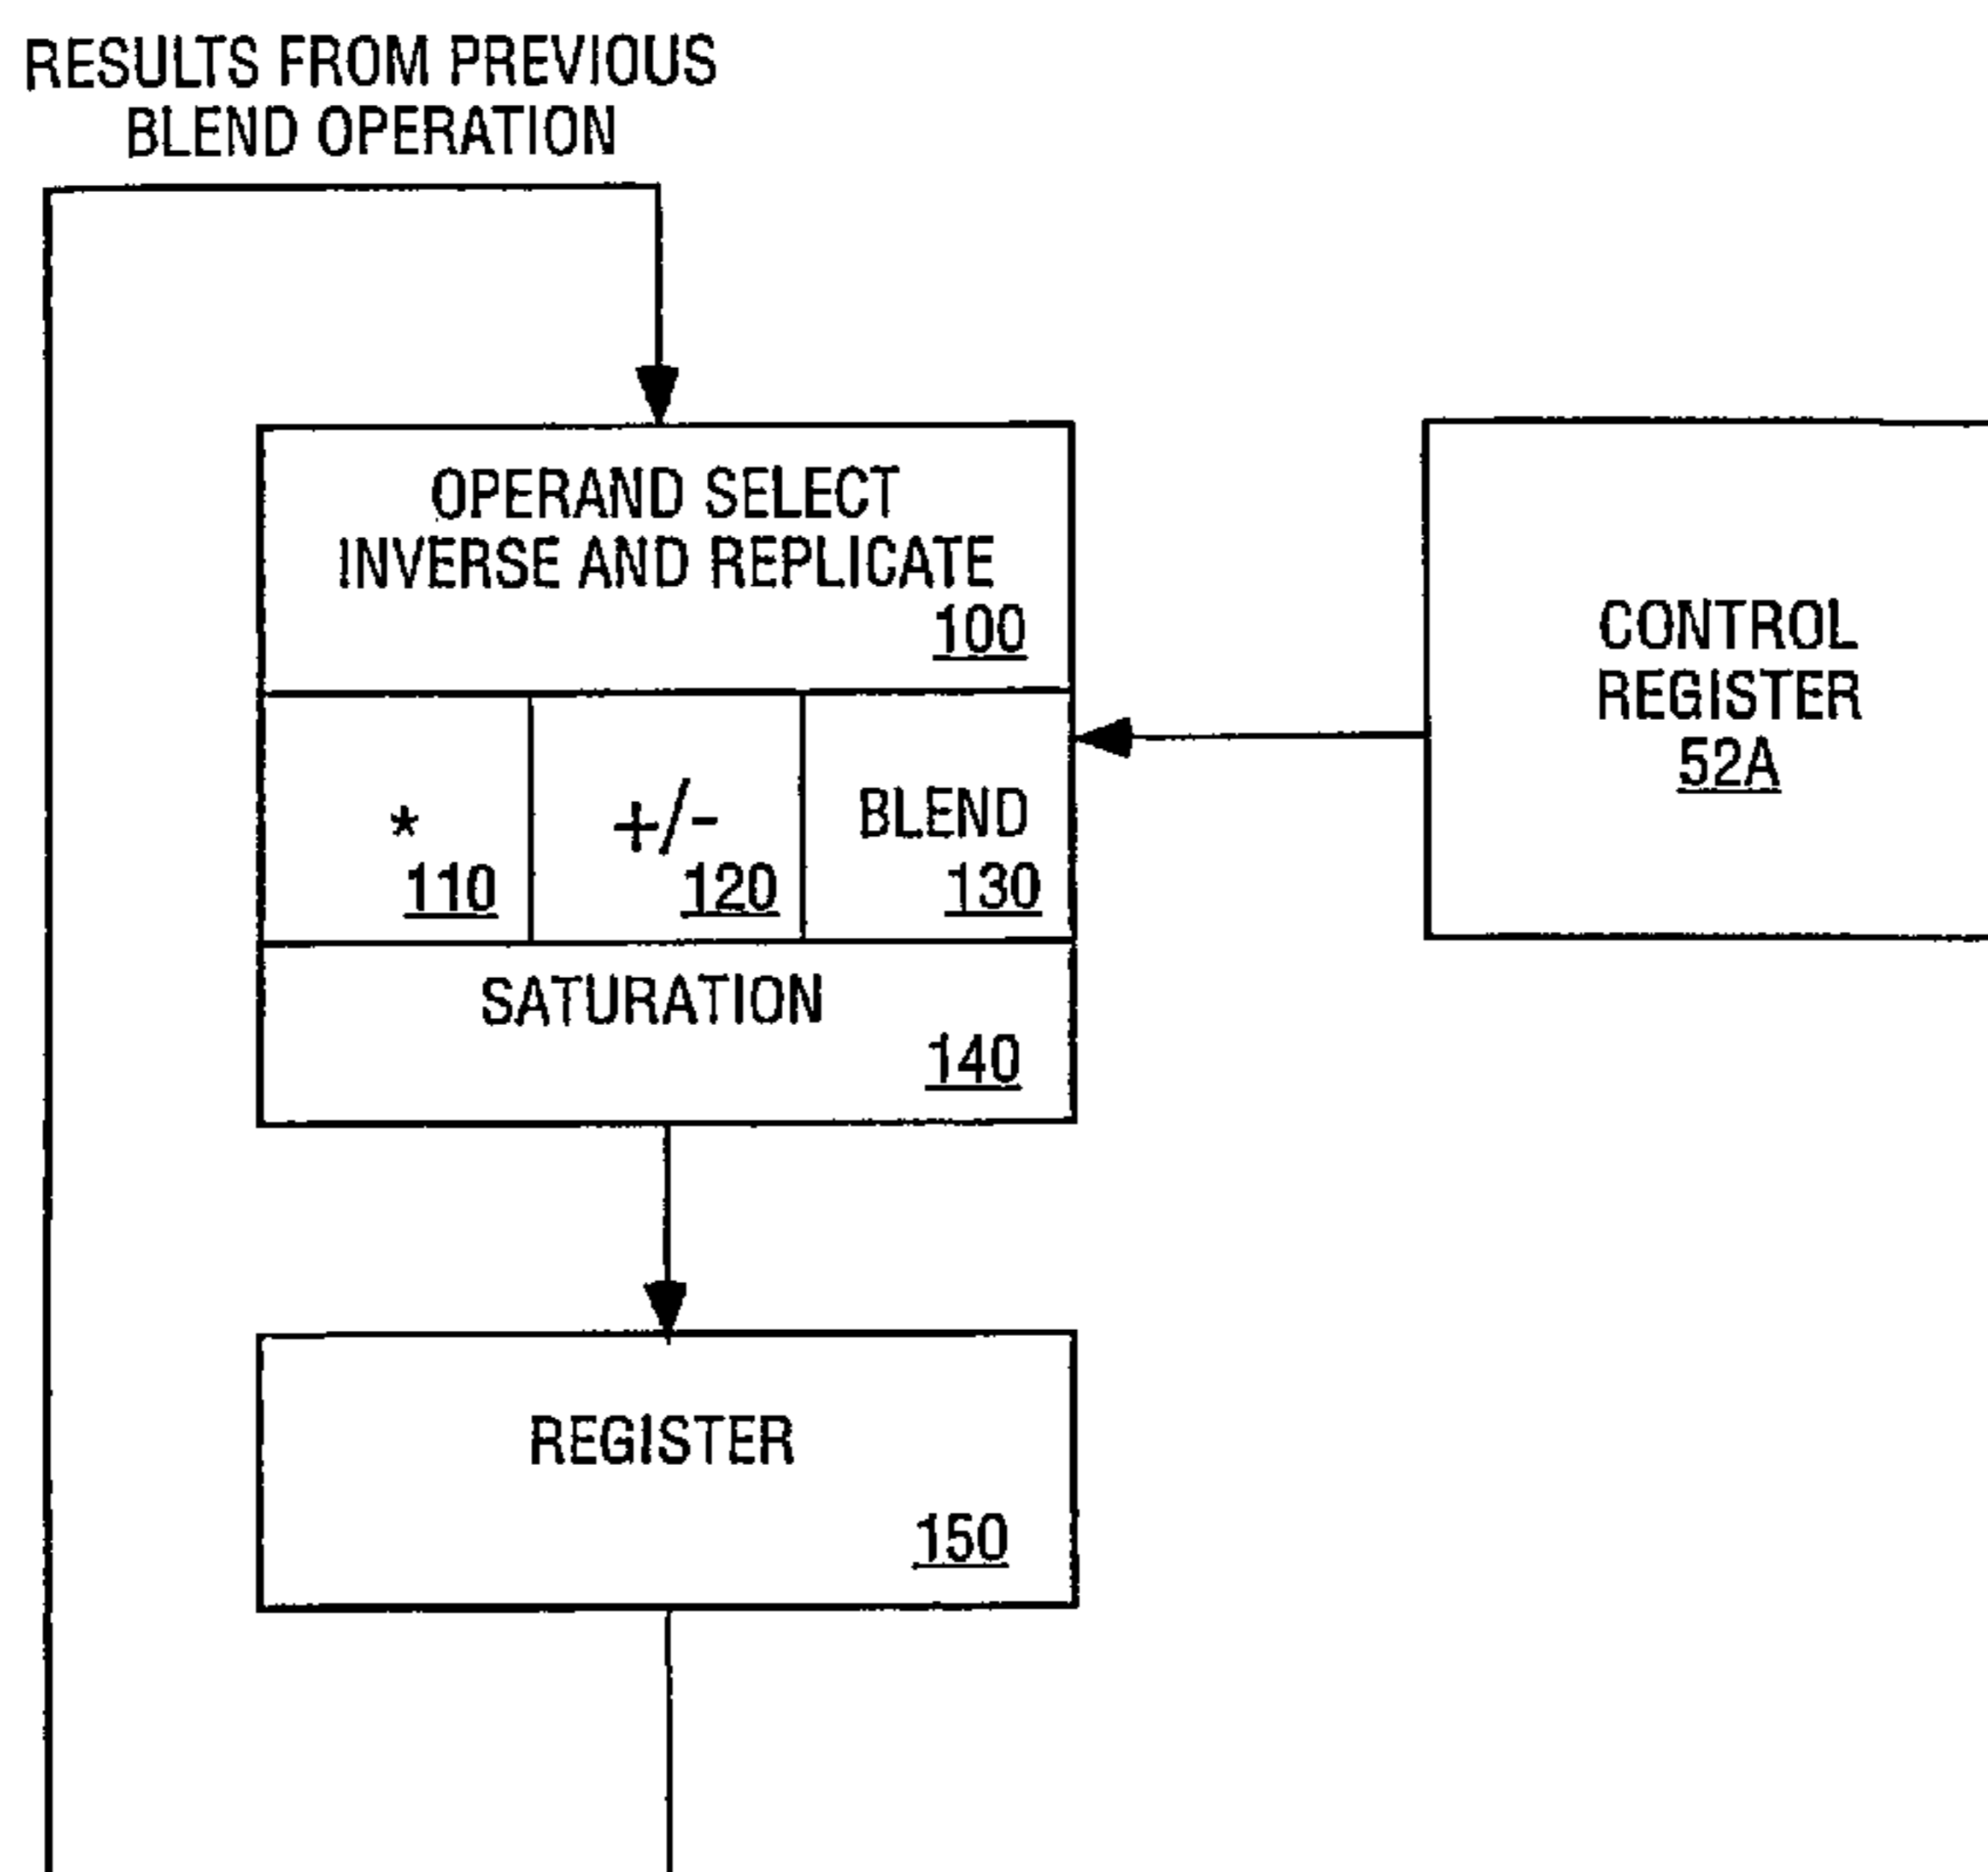 RESULTS FROM PREVIOUS
BLEND OPERATION
OPERAND SELECT
INVERSE AND REPLICATE
100
CONTROL
REGISTER
52A
*
110
+/-
120
BLEND
130
SATURATION
140
REGISTER
150